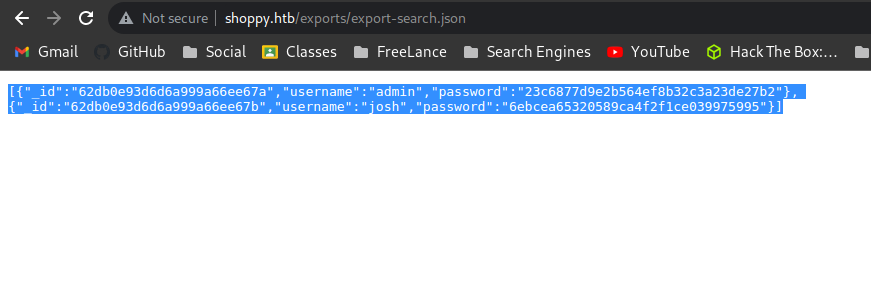 Not secure | shoppy.htb/exports/export-search.json
Gmail GitHub Social Classes FreeLance Search Engines YouTube Hack The Box:...
[{"_id":"62db0e93d6d6a999a66ee67a","username":"admin","password":"23c6877d9e2b564ef8b32c3a23de27b2"},
{"_id":"62db0e93d6d6a999a66ee67b","username":"josh","password":"6ebcea65320589ca4f2f1ce039975995"}]